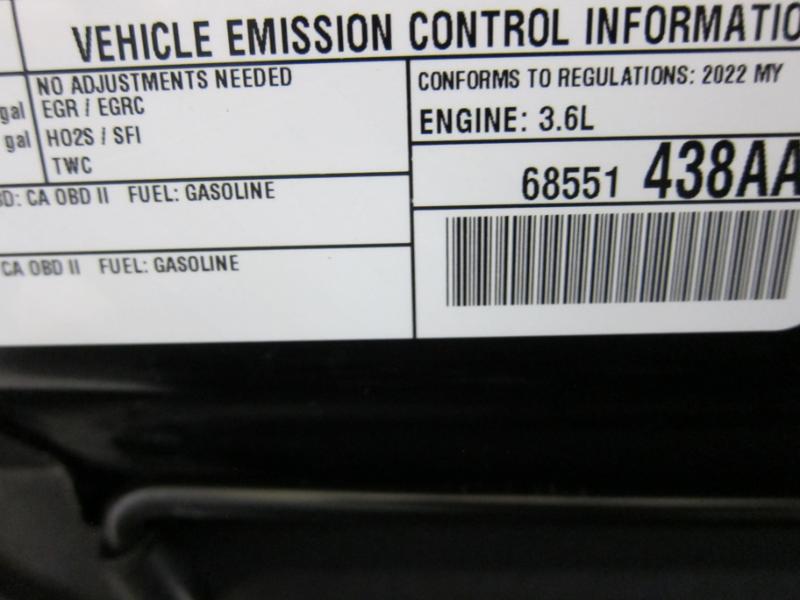 VEHICLE EMISSION CONTROL
NO ADJUSTMENTS NEEDED
gal EGR / EGRC
gal HO2S / SFI
TWC
CA OBD II FUEL: GASOLINE
CA OBD II FUEL: GASOLINE
CONFORMS TO REGULATIONS: 2022 MY
ENGINE: 3.6L
68551 438AA